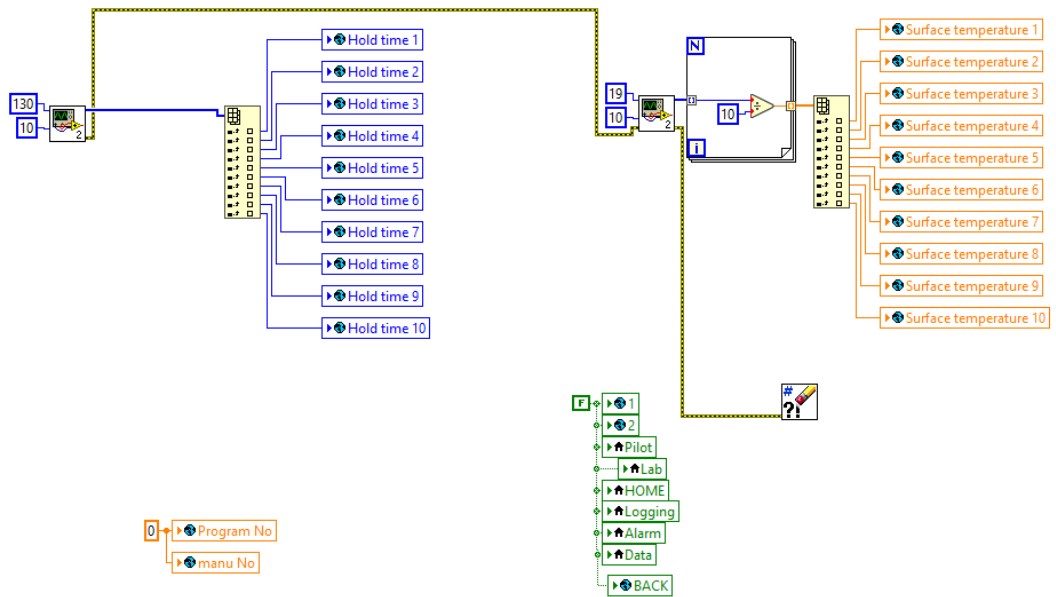 Hold time 1
Hold time 2
Hold time 3
Hold time 4
Hold time 5
Hold time 6
Hold time 7
Hold time 8
Hold time 9
Hold time 10
130
10
2
19
10
2
N
i
10
÷
Surface temperature 1
Surface temperature 2
Surface temperature 3
Surface temperature 4
Surface temperature 5
Surface temperature 6
Surface temperature 7
Surface temperature 8
Surface temperature 9
Surface temperature 10
#
?!
F
1
2
Pilot
Lab
HOME
Logging
Alarm
Data
BACK
0
Program No
manu No